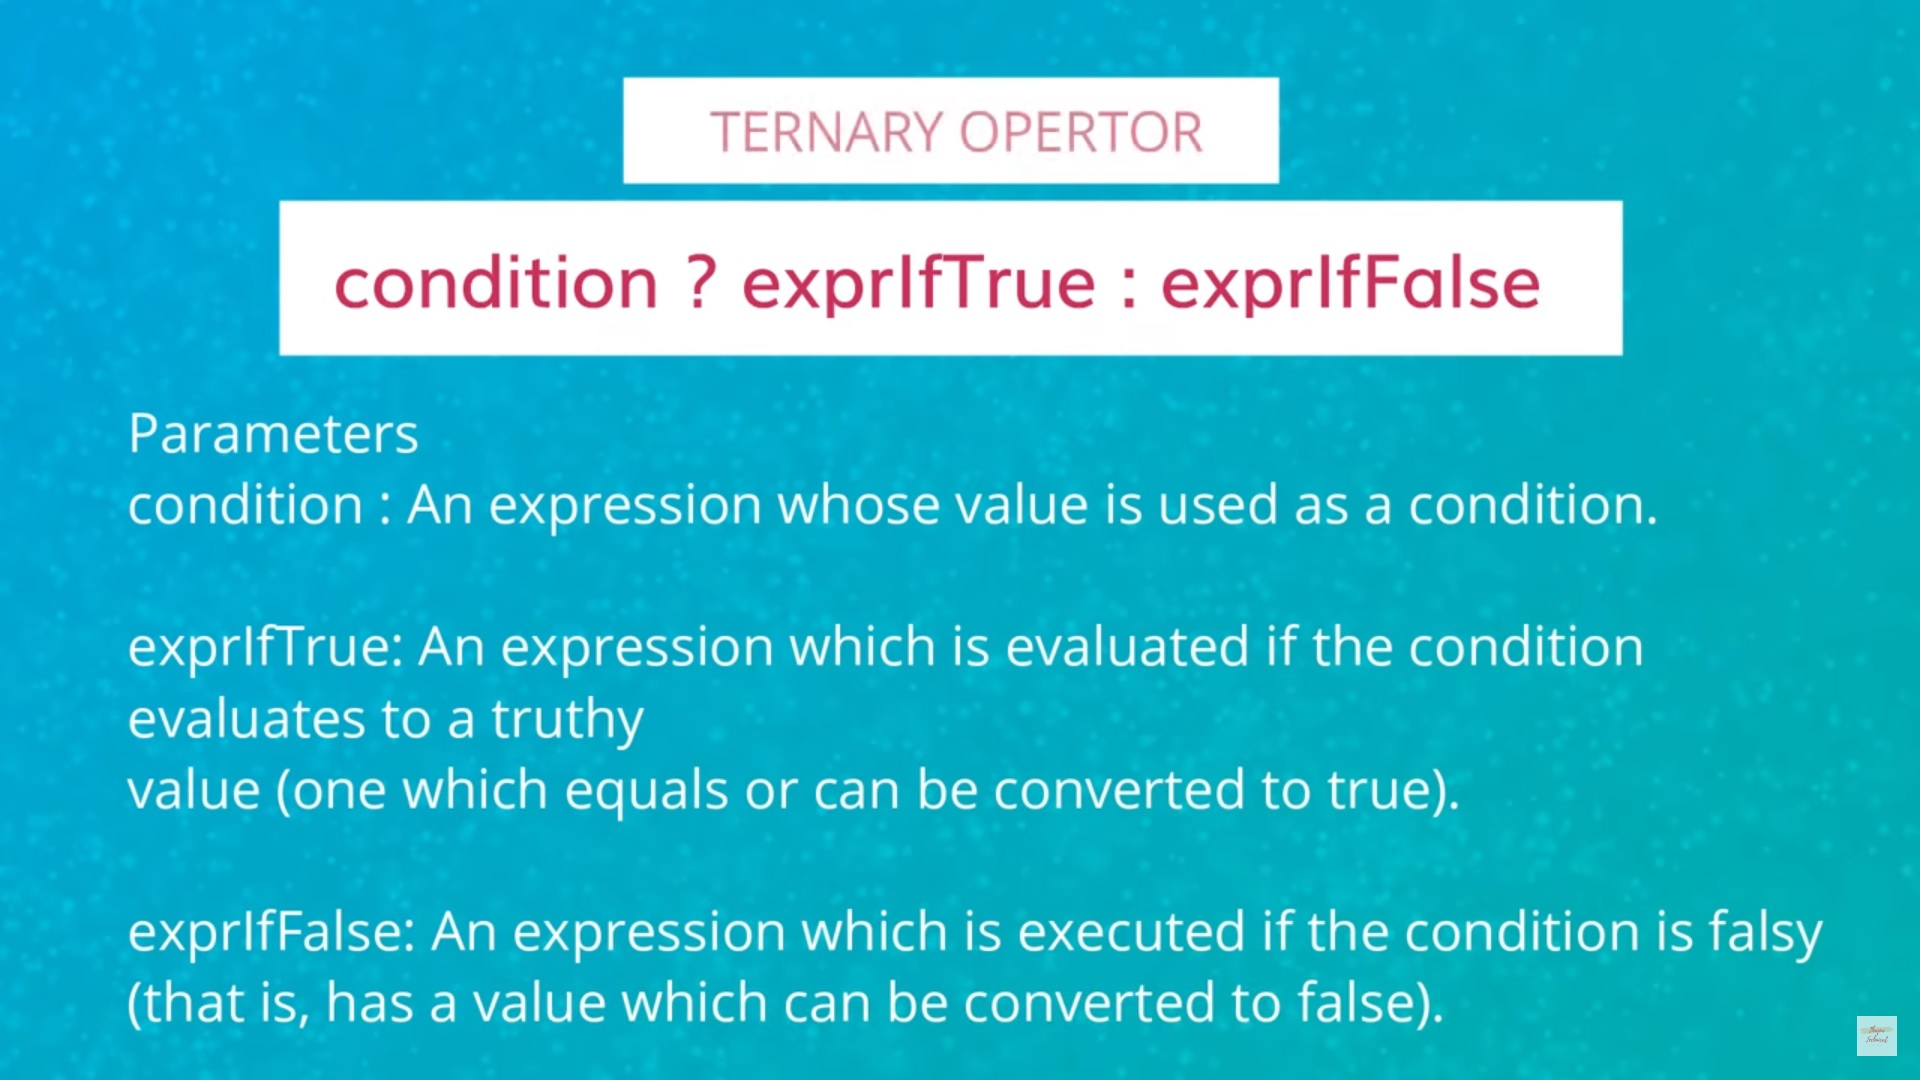 TERNARY OPERTOR
condition ? exprIfTrue : exprIfFalse
Parameters
condition : An expression whose value is used as a condition.
exprIfTrue: An expression which is evaluated if the condition
evaluates to a truthy
value (one which equals or can be converted to true).
exprIfFalse: An expression which is executed if the condition is falsy
(that is, has a value which can be converted to false).